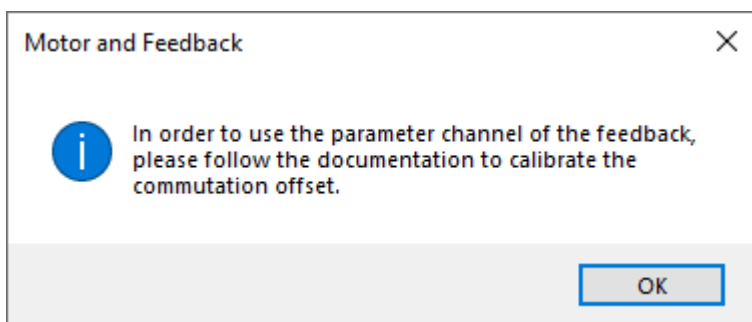 Motor and Feedback
In order to use the parameter channel of the feedback,
please follow the documentation to calibrate the
commutation offset.
OK